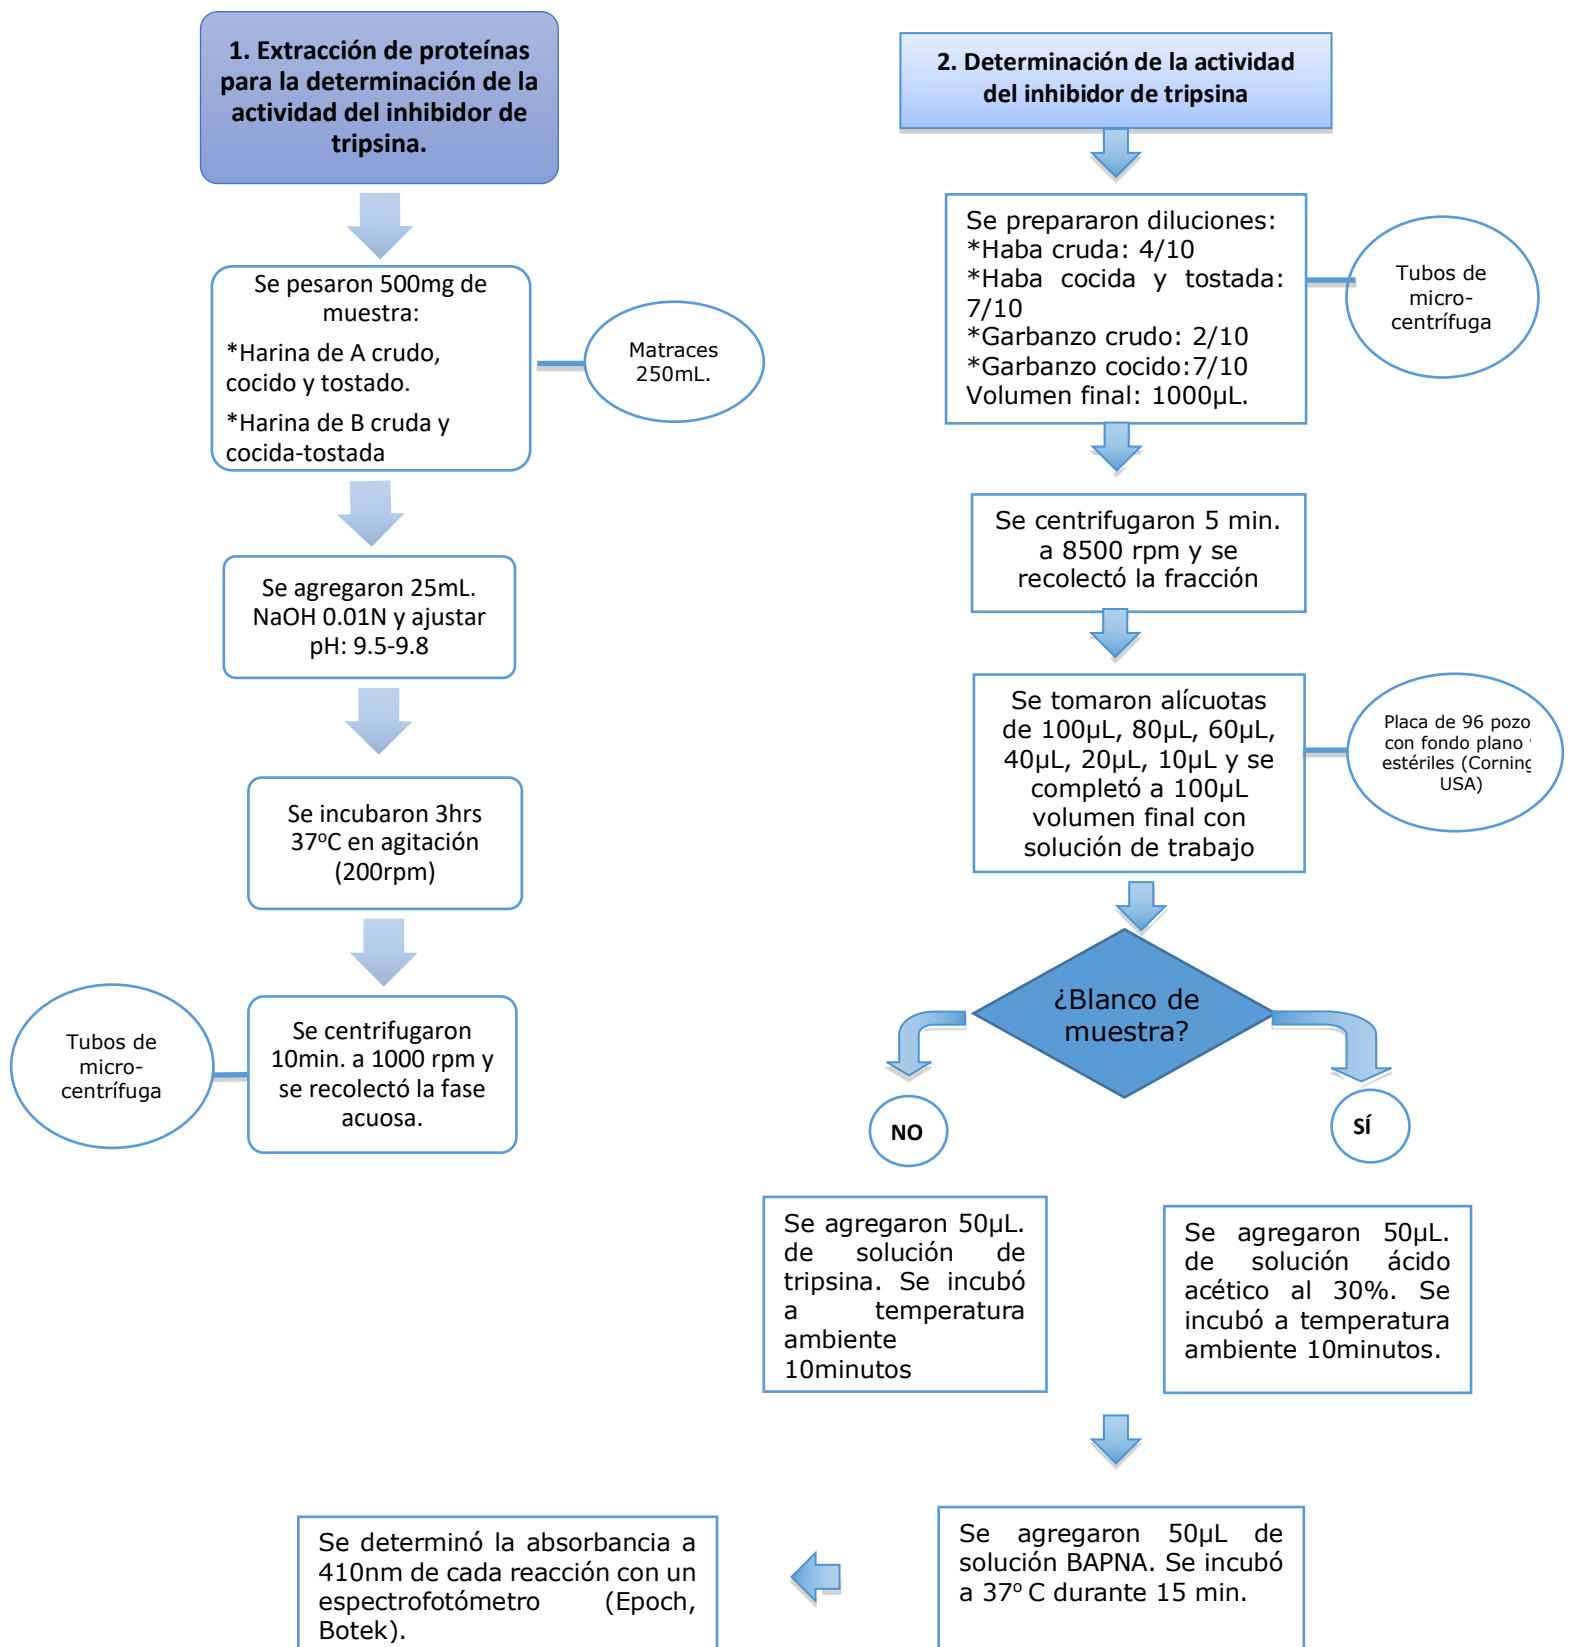 1. Extracción de proteínas
para la determinación de la
actividad del inhibidor de
tripsina.
Se pesaron 500mg de
muestra:
*Harina de A crudo,
cocido y tostado.
*Harina de B cruda y
cocida-tostada
Matraces
250mL.
Se agregaron 25mL.
NaOH 0.01N y ajustar
pH: 9.5-9.8
Se incubaron 3hrs
37ºC en agitación
(200rpm)
Se centrifugaron
10min. a 1000 rpm y
se recolectó la fase
acuosa.
Tubos de
micro-
centrífuga
2. Determinación de la actividad
del inhibidor de tripsina
Se prepararon diluciones:
*Haba cruda: 4/10
*Haba cocida y tostada:
7/10
*Garbanzo crudo: 2/10
*Garbanzo cocido:7/10
Volumen final: 1000µL.
Tubos de
micro-
centrífuga
Se centrifugaron 5 min.
a 8500 rpm y se
recolectó la fracción
Se tomaron alícuotas
de 100µL, 80µL, 60µL,
40µL, 20µL, 10µL y se
completó a 100µL
volumen final con
solución de trabajo
Placa de 96 pozo
con fondo plano
estériles (Corning
USA)
¿Blanco de
muestra?
NO
SÍ
Se agregaron 50µL.
de solución de
tripsina. Se incubó
a temperatura
ambiente
10minutos
Se agregaron 50µL.
de solución ácido
acético al 30%. Se
incubó a temperatura
ambiente 10minutos.
Se agregaron 50µL de
solución BAPNA. Se incubó
a 37º C durante 15 min.
Se determinó la absorbancia a
410nm de cada reacción con un
espectrofotómetro (Epoch,
Botek).